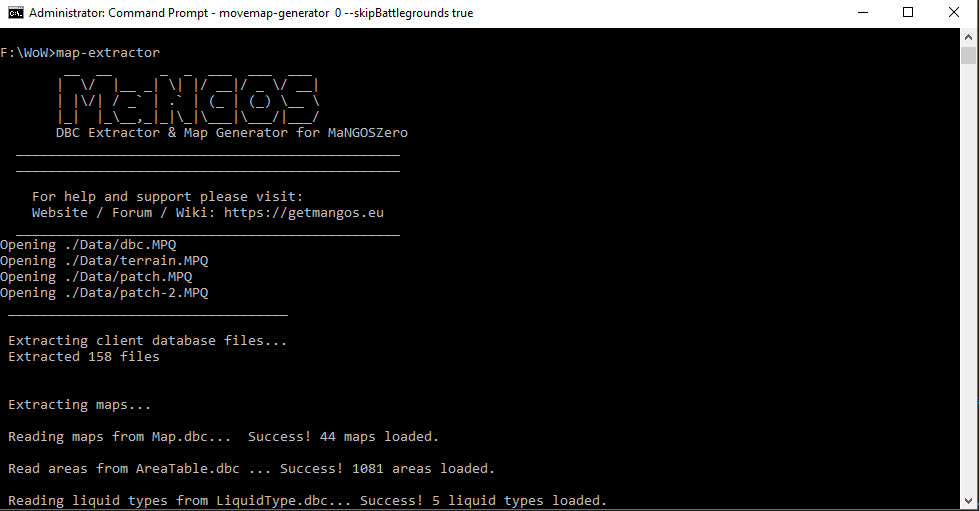 Administrator: Command Prompt - movemap-generator 0 --skipBattlegrounds true
F:\WoW>map-extractor
MaNGOS
DBC Extractor & Map Generator for MaNGOSZero
For help and support please visit:
Website / Forum / Wiki: https://getmangos.eu
Opening ./Data/dbc.MPQ
Opening ./Data/terrain.MPQ
Opening ./Data/patch.MPQ
Opening ./Data/patch-2.MPQ
Extracting client database files...
Extracted 158 files
Extracting maps...
Reading maps from Map.dbc...  Success! 44 maps loaded.
Read areas from AreaTable.dbc ... Success! 1081 areas loaded.
Reading liquid types from LiquidType.dbc... Success! 5 liquid types loaded.